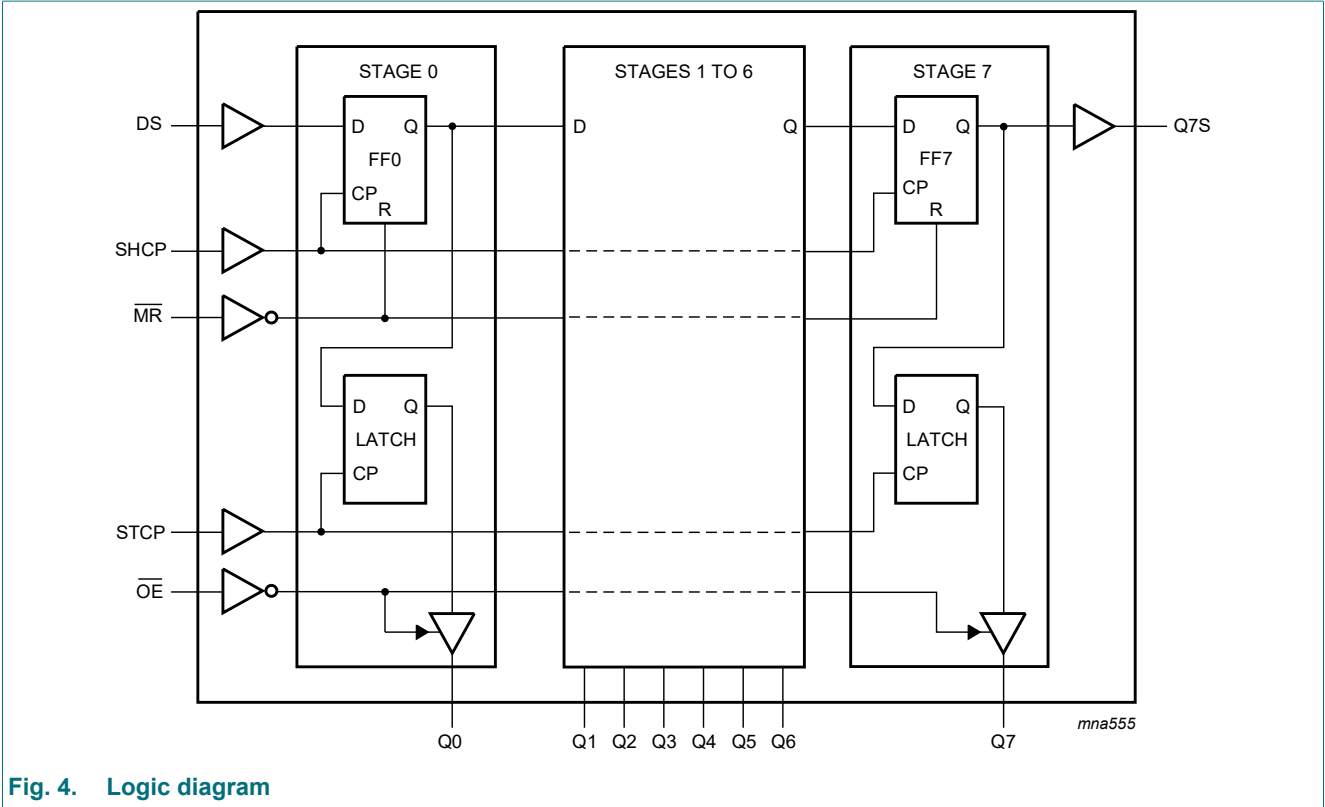 STAGE 0
STAGES 1 TO 6
STAGE 7
DS
D Q
FF0
CP
R
D
Q
D Q
FF7
CP
R
Q7S
SHCP
MR
D Q
LATCH
CP
D Q
LATCH
CP
STCP
OE
mna555
Q0
Q1 Q2 Q3 Q4 Q5 Q6
Q7
Fig. 4. Logic diagram